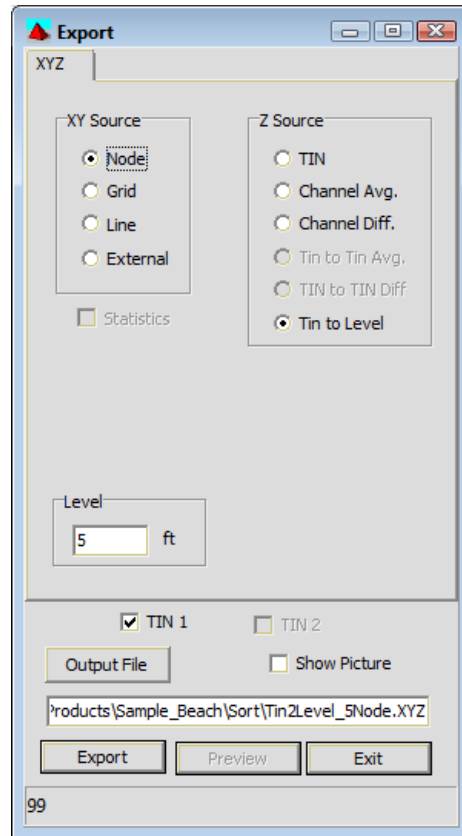 Export
XYZ
XY Source
Node
Grid
Line
External
Statistics
Z Source
TIN
Channel Avg.
Channel Diff.
Tin to Tin Avg.
TIN to TIN Diff
Tin to Level
Level
5 ft
TIN 1 TIN 2
Output File Show Picture
Products\Sample_Beach\Sort\Tin2Level_5Node.XYZ
Export Preview Exit
99